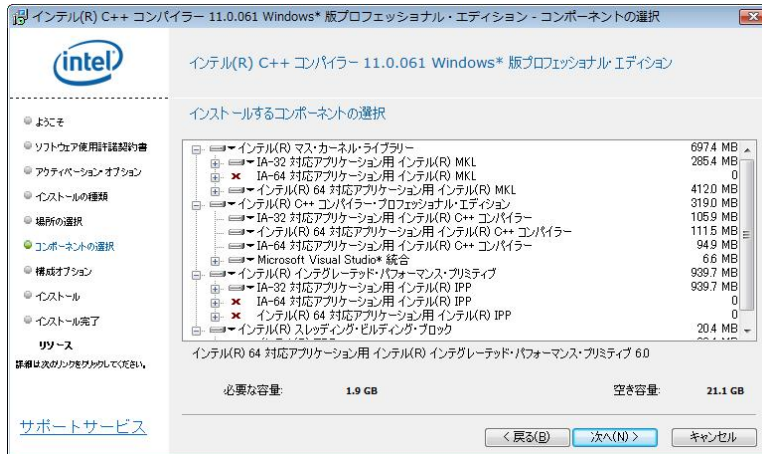 インテル(R) C++ コンパイラー 11.0.061 Windows* 版プロフェッショナル・エディション - コンポーネントの選択
intel
インテル(R) C++ コンパイラー 11.0.061 Windows* 版プロフェッショナル・エディション
ようこそ
ソフトウェア使用許諾契約書
アクティベーション オプション
インストールの種類
場所の選択
コンポーネントの選択
構成オプション
インストール
インストール完了
リソース
詳細は次のリンクをクリックしてください。
サポートサービス
インストールするコンポーネントの選択
インテル(R) マス・カーネル・ライブラリー 697.4 MB
IA-32 対応アプリケーション用 インテル(R) MKL 285.4 MB
IA-64 対応アプリケーション用 インテル(R) MKL 0
インテル(R) 64 対応アプリケーション用 インテル(R) MKL 412.0 MB
インテル(R) C++ コンパイラー・プロフェッショナル・エディション 319.0 MB
IA-32 対応アプリケーション用 インテル(R) C++ コンパイラー 105.9 MB
インテル(R) 64 対応アプリケーション用 インテル(R) C++ コンパイラー 111.5 MB
IA-64 対応アプリケーション用 インテル(R) C++ コンパイラー 94.9 MB
Microsoft Visual Studio* 統合 6.6 MB
インテル(R) インテグレーテッド・パフォーマンス・プリミティブ 939.7 MB
IA-32 対応アプリケーション用 インテル(R) IPP 939.7 MB
IA-64 対応アプリケーション用 インテル(R) IPP 0
インテル(R) 64 対応アプリケーション用 インテル(R) IPP 0
インテル(R) スレッディング・ビルディング・ブロック 20.4 MB
インテル(R) 64 対応アプリケーション用 インテル(R) インテグレーテッド・パフォーマンス・プリミティブ 6.0
必要な容量: 1.9 GB 空き容量: 21.1 GB
< 戻る(B) 次へ(N) > キャンセル